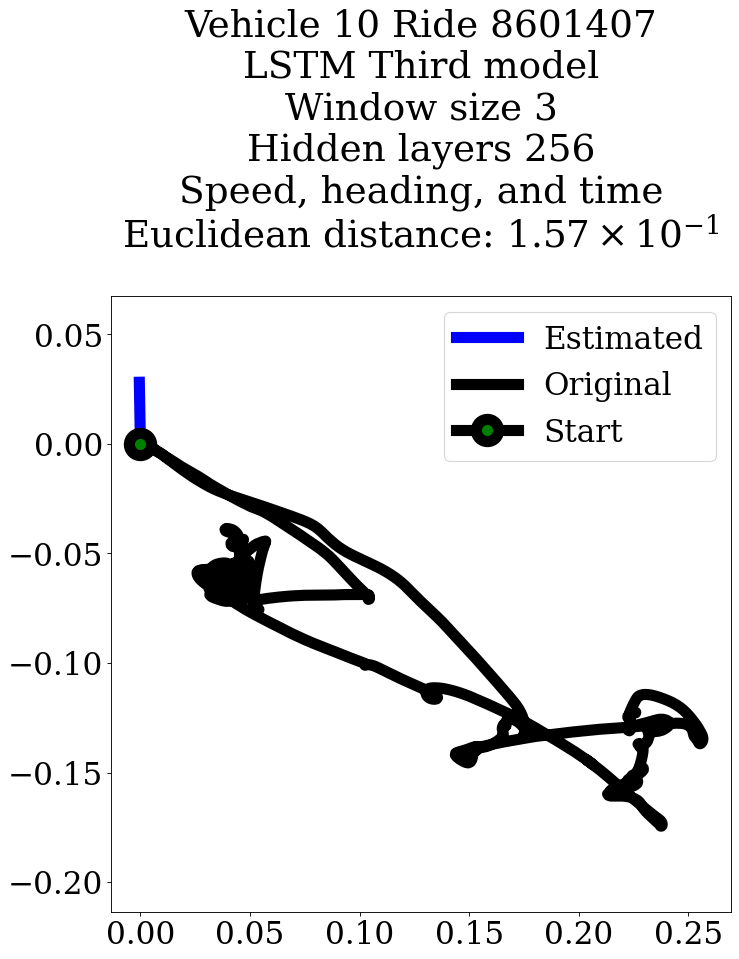 Vehicle 10 Ride 8601407
LSTM Third model
Window size 3
Hidden layers 256
Speed, heading, and time
Euclidean distance: 1.57 × 10⁻¹
Estimated
Original
Start
0.05
0.00
−0.05
−0.10
−0.15
−0.20
0.00 0.05 0.10 0.15 0.20 0.25